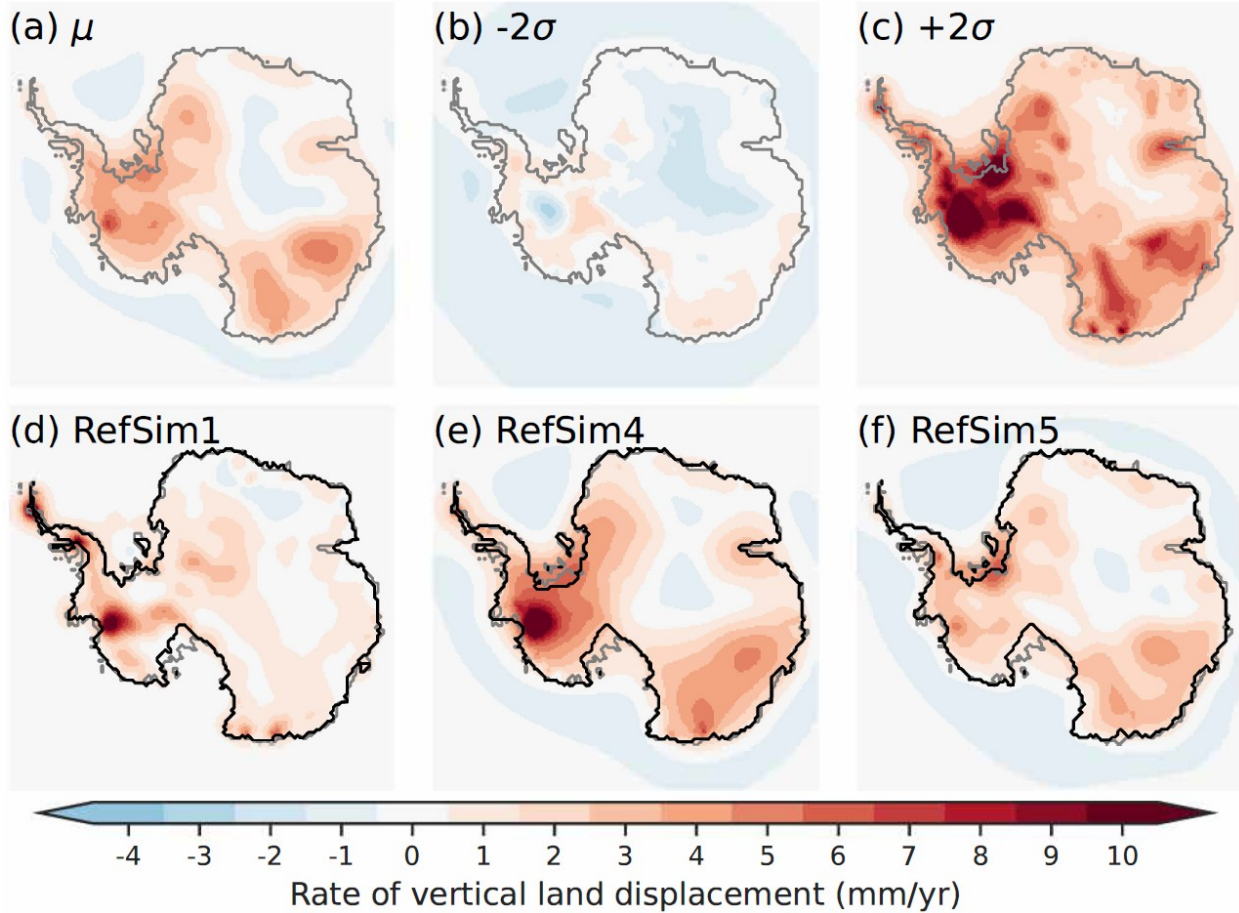 (a) μ
(b) -2σ
(c) +2σ
(d) RefSim1
(e) RefSim4
(f) RefSim5
-4 -3 -2 -1 0 1 2 3 4 5 6 7 8 9 10
Rate of vertical land displacement (mm/yr)